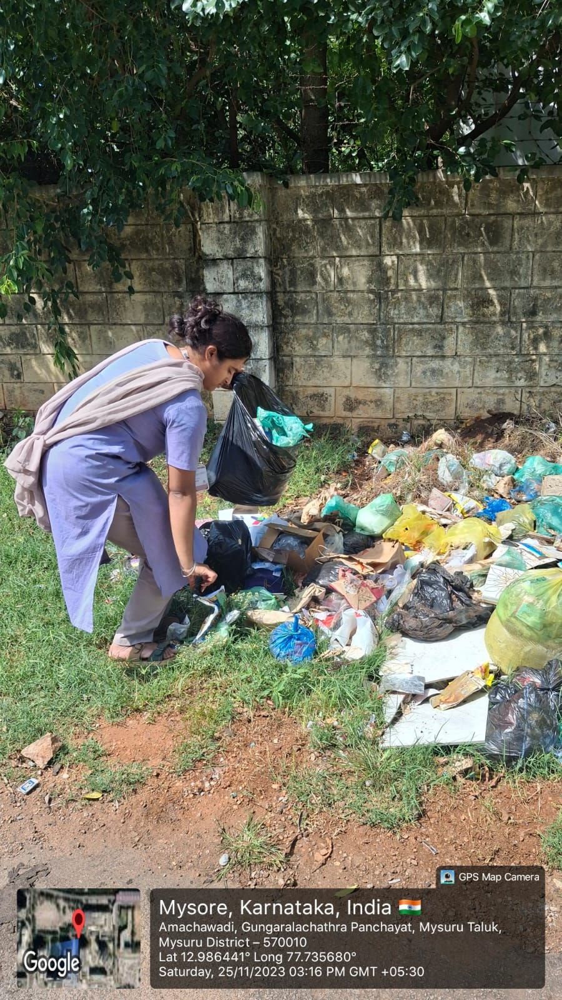 GPS Map Camera
Mysore, Karnataka, India 🇮🇳
Amachawadi, Gungaralachathra Panchayat, Mysuru Taluk,
Mysuru District – 570010
Lat 12.986441° Long 77.735680°
Saturday, 25/11/2023 03:16 PM GMT +05:30
Google